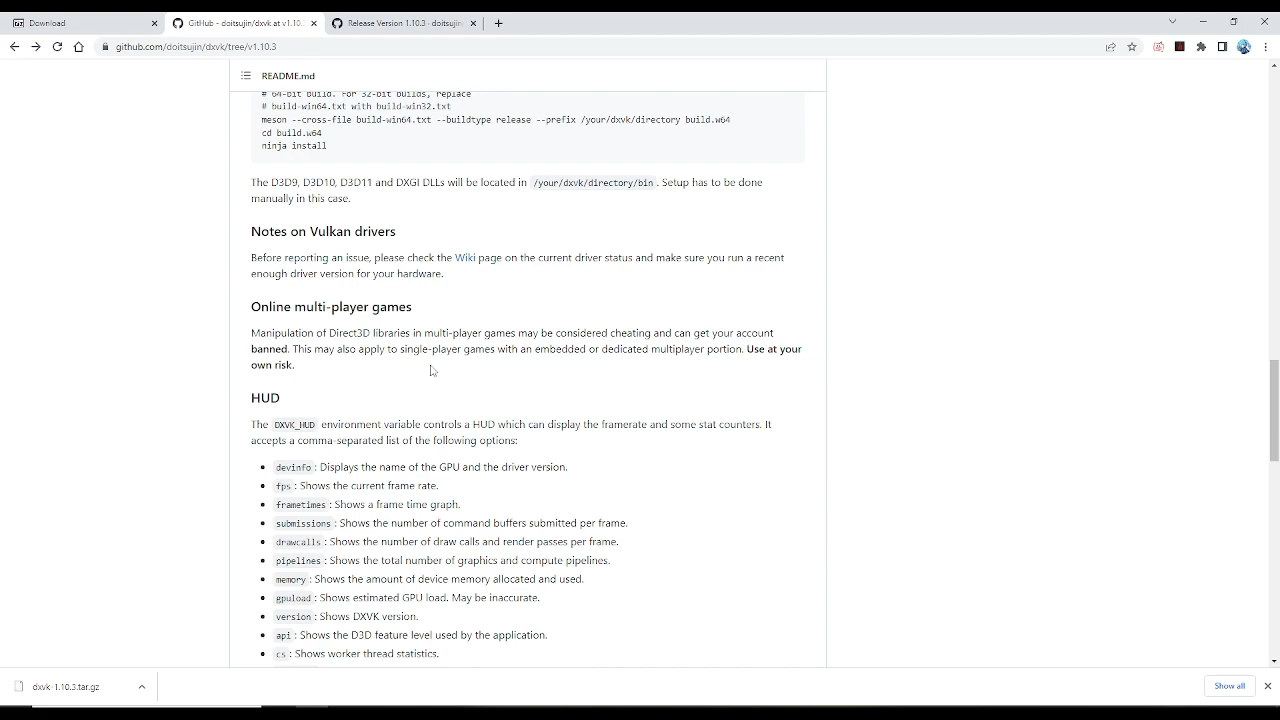 Download
GitHub - doitsujin/dxvk at v1.10.
Release Version 1.10.3 · doitsujin
github.com/doitsujin/dxvk/tree/v1.10.3
README.md
# 64-bit build. For 32-bit builds, replace
# build-win64.txt with build-win32.txt
meson --cross-file build-win64.txt --buildtype release --prefix /your/dxvk/directory build.w64
cd build.w64
ninja install
The D3D9, D3D10, D3D11 and DXGI DLLs will be located in /your/dxvk/directory/bin . Setup has to be done
manually in this case.
Notes on Vulkan drivers
Before reporting an issue, please check the Wiki page on the current driver status and make sure you run a recent
enough driver version for your hardware.
Online multi-player games
Manipulation of Direct3D libraries in multi-player games may be considered cheating and can get your account
banned. This may also apply to single-player games with an embedded or dedicated multiplayer portion. Use at your
own risk.
HUD
The DXVK_HUD environment variable controls a HUD which can display the framerate and some stat counters. It
accepts a comma-separated list of the following options:
devinfo : Displays the name of the GPU and the driver version.
fps : Shows the current frame rate.
frametimes : Shows a frame time graph.
submissions : Shows the number of command buffers submitted per frame.
drawcalls : Shows the number of draw calls and render passes per frame.
pipelines : Shows the total number of graphics and compute pipelines.
memory : Shows the amount of device memory allocated and used.
gpuload : Shows estimated GPU load. May be inaccurate.
version : Shows DXVK version.
api : Shows the D3D feature level used by the application.
cs : Shows worker thread statistics.
dxvk-1.10.3.tar.gz
Show all